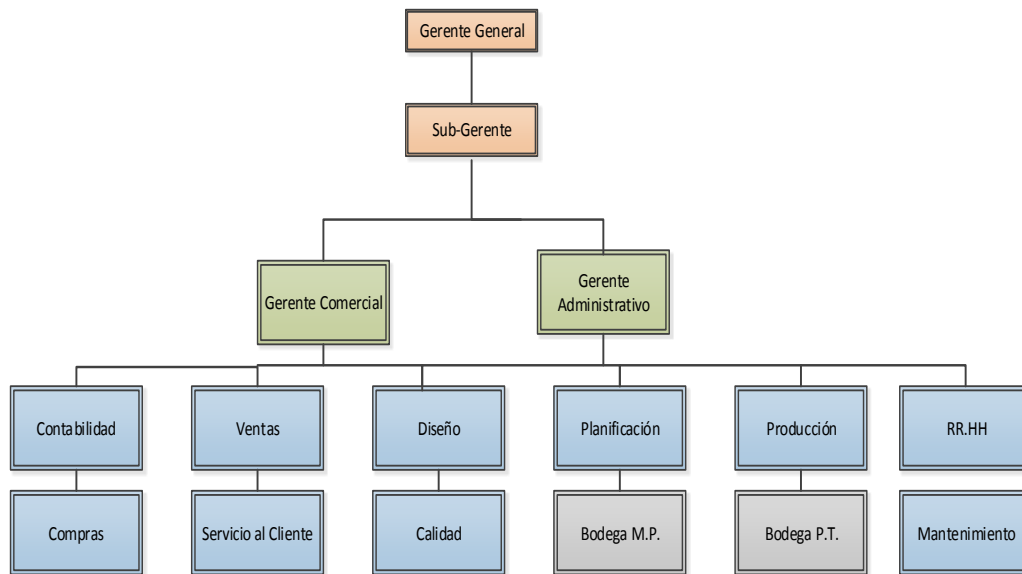 Gerente General
Sub-Gerente
Gerente Comercial
Gerente
Administrativo
Contabilidad
Ventas
Diseño
Planificación
Producción
RR.HH
Compras
Servicio al Cliente
Calidad
Bodega M.P.
Bodega P.T.
Mantenimiento